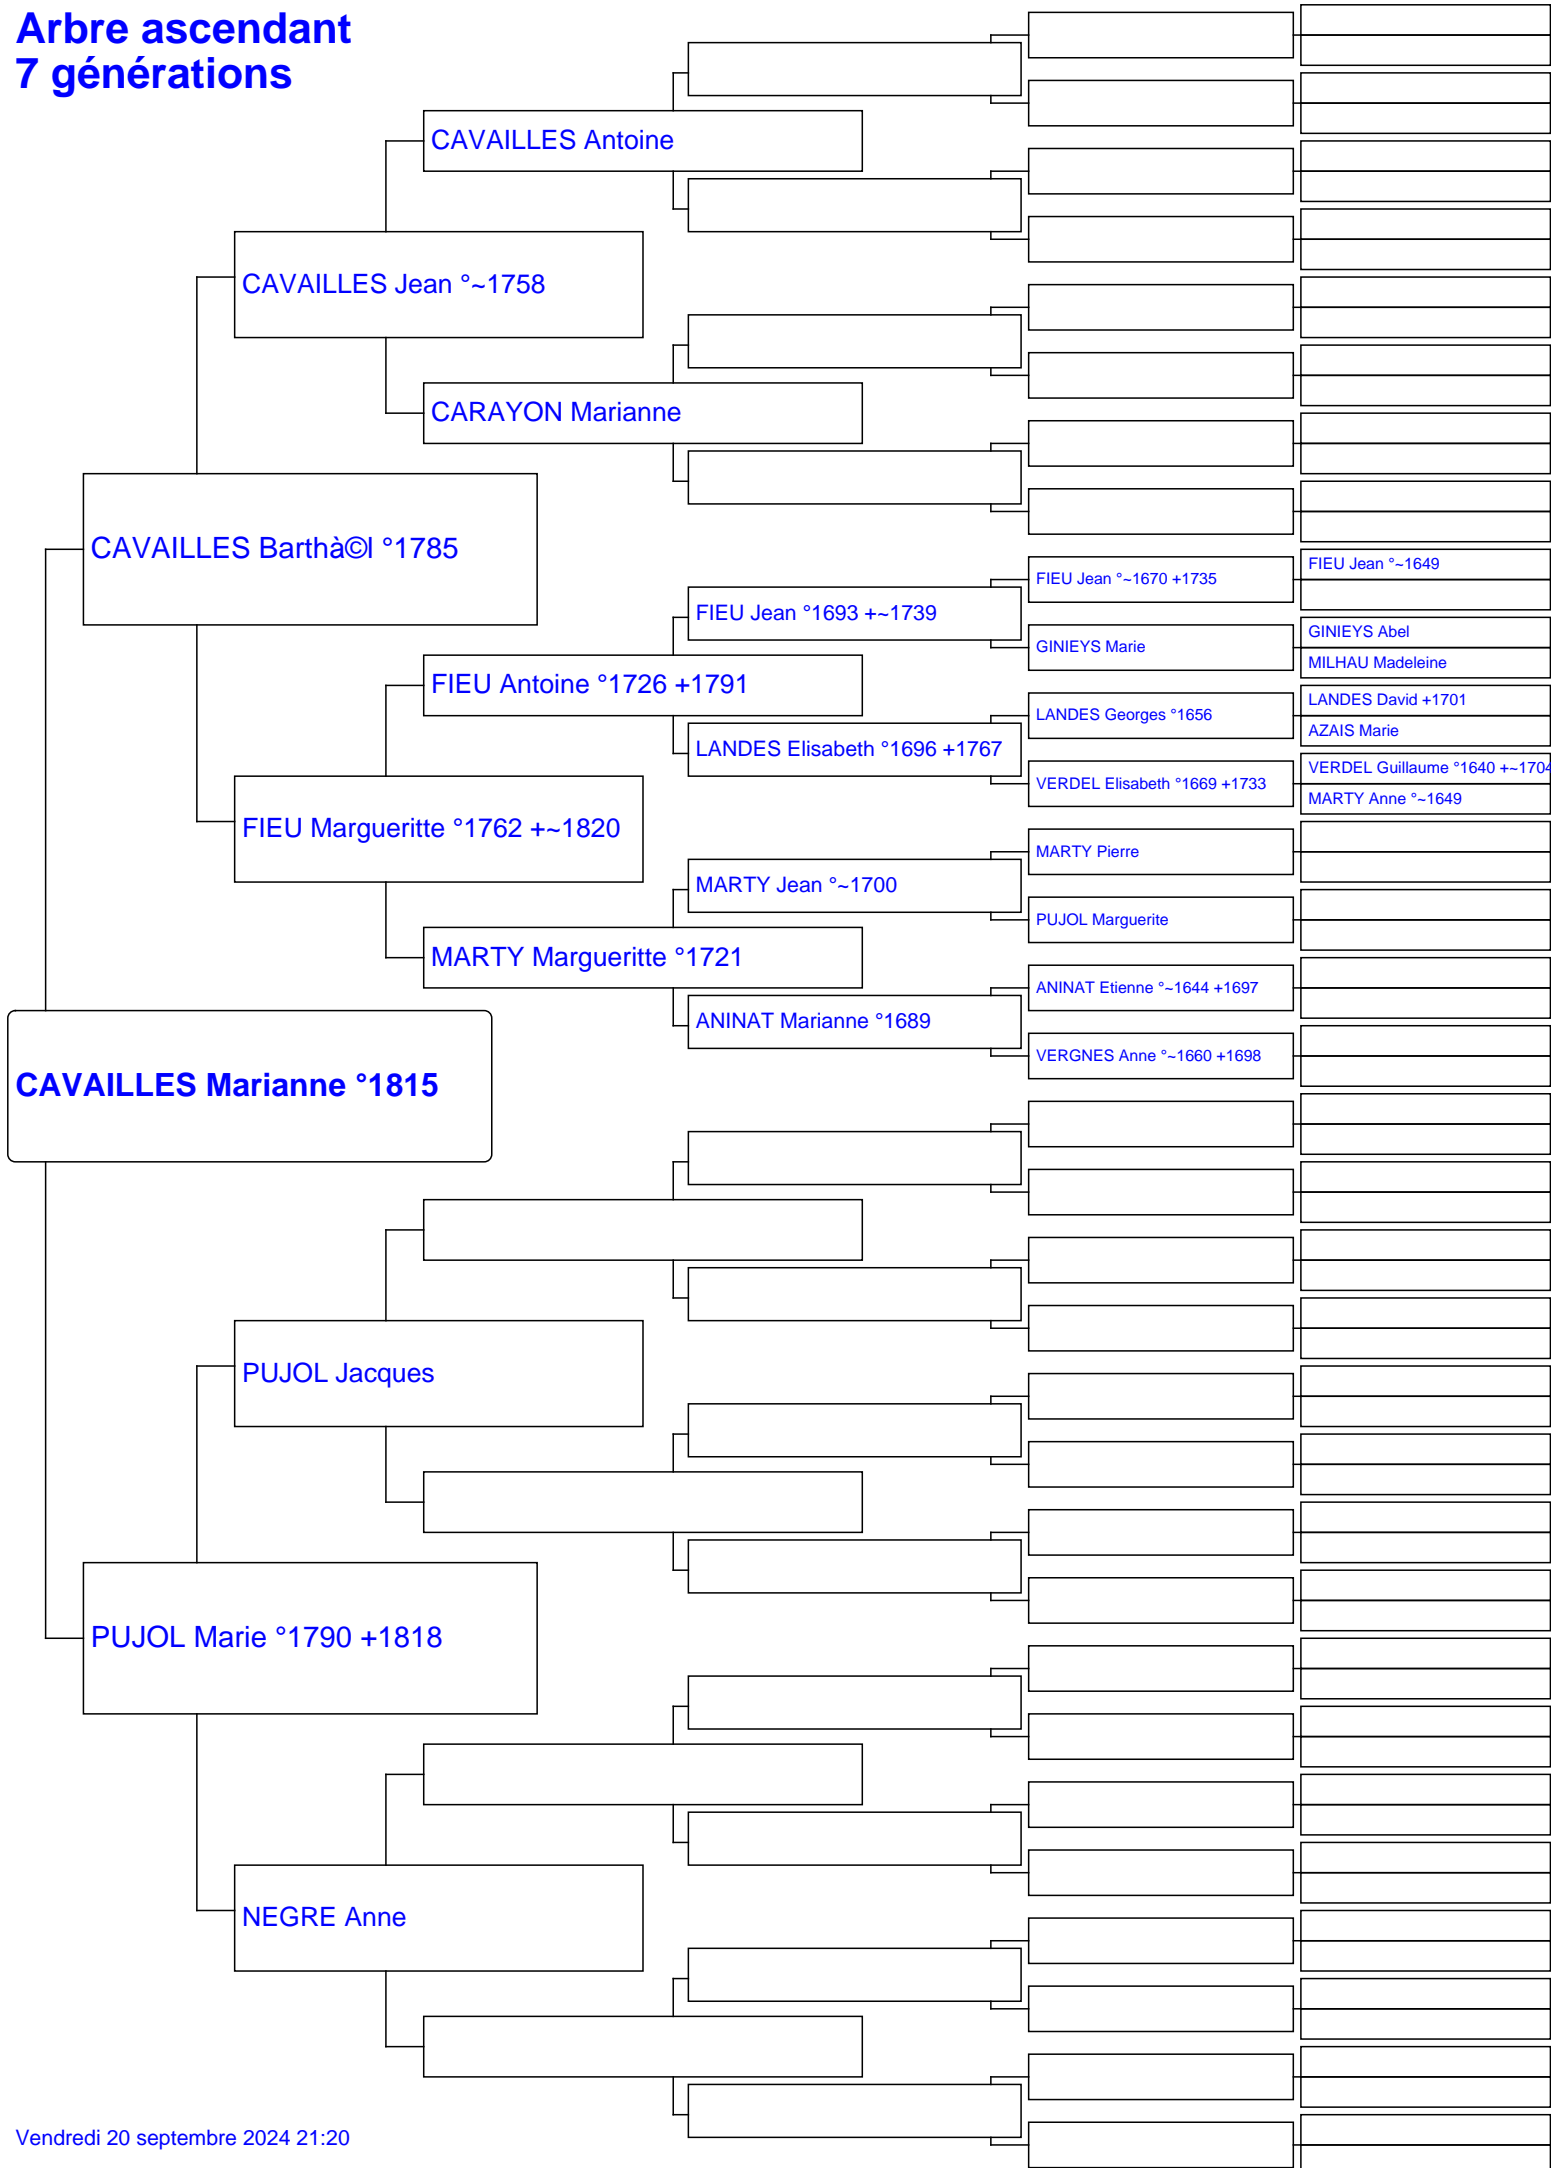 Arbre ascendant
7 générations
CAVAILLES Antoine
CAVAILLES Jean °~1758
CARAYON Marianne
CAVAILLES Barthà©l °1785
FIEU Jean °~1649
FIEU Jean °~1670 +1735
FIEU Jean °1693 +~1739
GINIEYS Abel
GINIEYS Marie
MILHAU Madeleine
FIEU Antoine °1726 +1791
LANDES David +1701
LANDES Georges °1656
AZAIS Marie
LANDES Elisabeth °1696 +1767
VERDEL Guillaume °1640 +~1704
VERDEL Elisabeth °1669 +1733
MARTY Anne °~1649
FIEU Margueritte °1762 +~1820
MARTY Pierre
MARTY Jean °~1700
PUJOL Marguerite
MARTY Margueritte °1721
ANINAT Etienne °~1644 +1697
ANINAT Marianne °1689
VERGNES Anne °~1660 +1698
CAVAILLES Marianne °1815
PUJOL Jacques
PUJOL Marie °1790 +1818
NEGRE Anne
Vendredi 20 septembre 2024 21:20